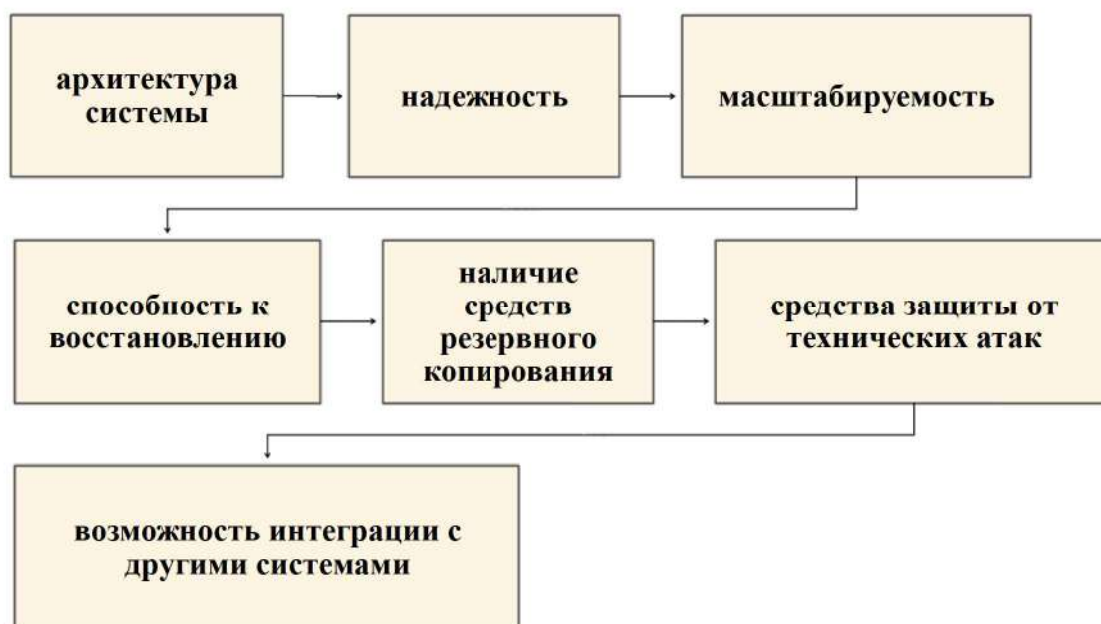 архитектура
системы
надежность
масштабируемость
способность к
восстановлению
наличие
средств
резервного
копирования
средства защиты от
технических атак
возможность интеграции с
другими системами